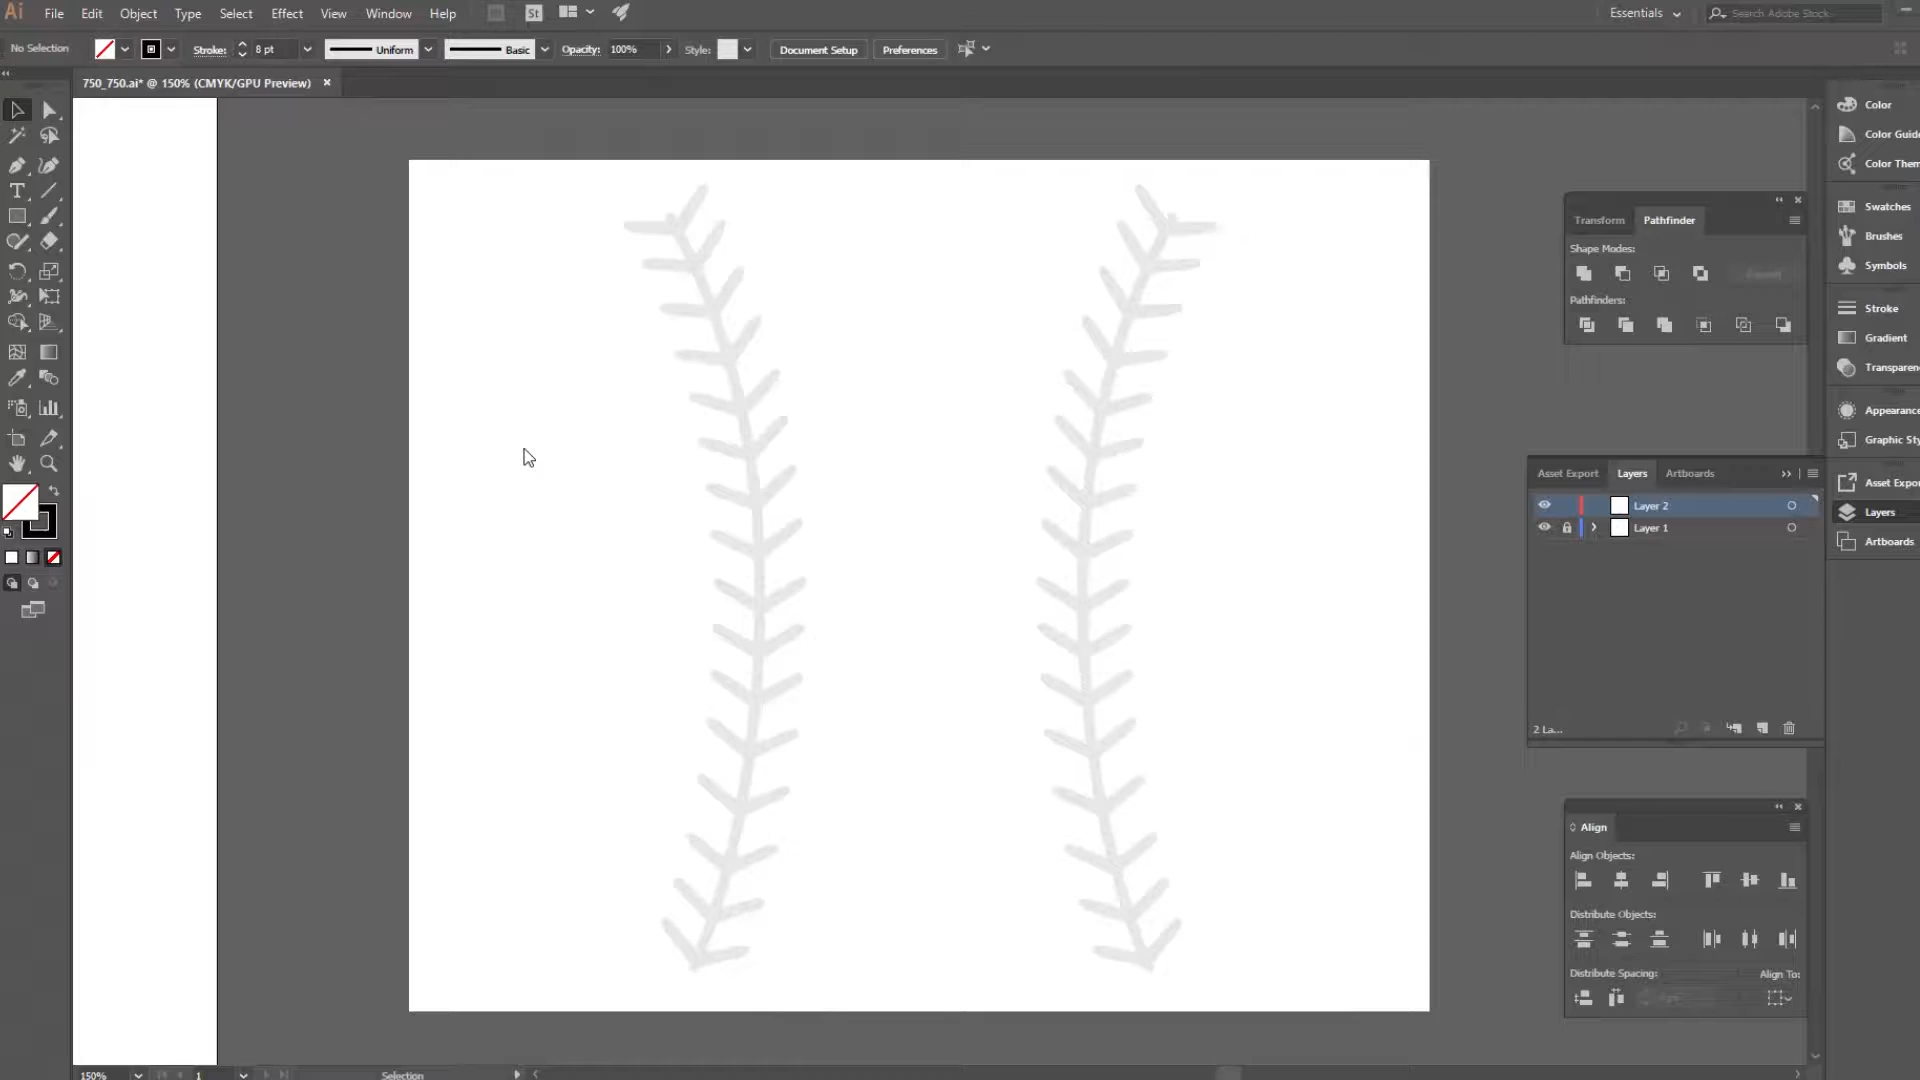 Ai File Edit Object Type Select Effect View Window Help St Essentials Search Adobe Stock
No Selection Stroke: 8 pt Uniform Basic Opacity: 100% Style: Document Setup Preferences
750_750.ai* @ 150% (CMYK/GPU Preview) ×
Color
Color Guid
Color Them
Swatches
Brushes
Symbols
Stroke
Gradient
Transparen
Appearance
Graphic Sty
Asset Expo
Layers
Artboards
Transform Pathfinder
Shape Modes:
Pathfinders:
Asset Export Layers Artboards
Layer 2
Layer 1
2 La...
Align
Align Objects:
Distribute Objects:
Distribute Spacing: Align To:
150% 1 Selection